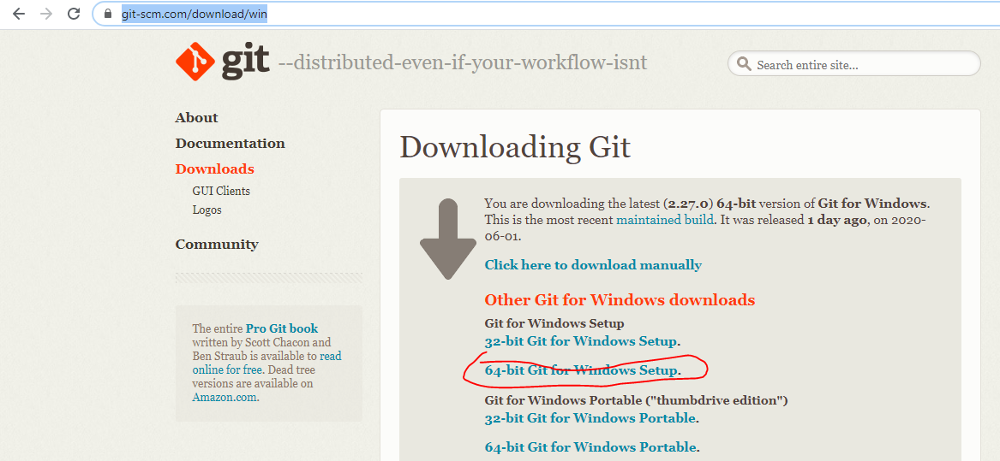 git-scm.com/download/win
git --distributed-even-if-your-workflow-isnt
Search entire site...
About
Documentation
Downloads
GUI Clients
Logos
Community
The entire Pro Git book
written by Scott Chacon and
Ben Straub is available to read
online for free. Dead tree
versions are available on
Amazon.com.
Downloading Git
You are downloading the latest (2.27.0) 64-bit version of Git for Windows.
This is the most recent maintained build. It was released 1 day ago, on 2020-
06-01.
Click here to download manually
Other Git for Windows downloads
Git for Windows Setup
32-bit Git for Windows Setup.
64-bit Git for Windows Setup.
Git for Windows Portable ("thumbdrive edition")
32-bit Git for Windows Portable.
64-bit Git for Windows Portable.